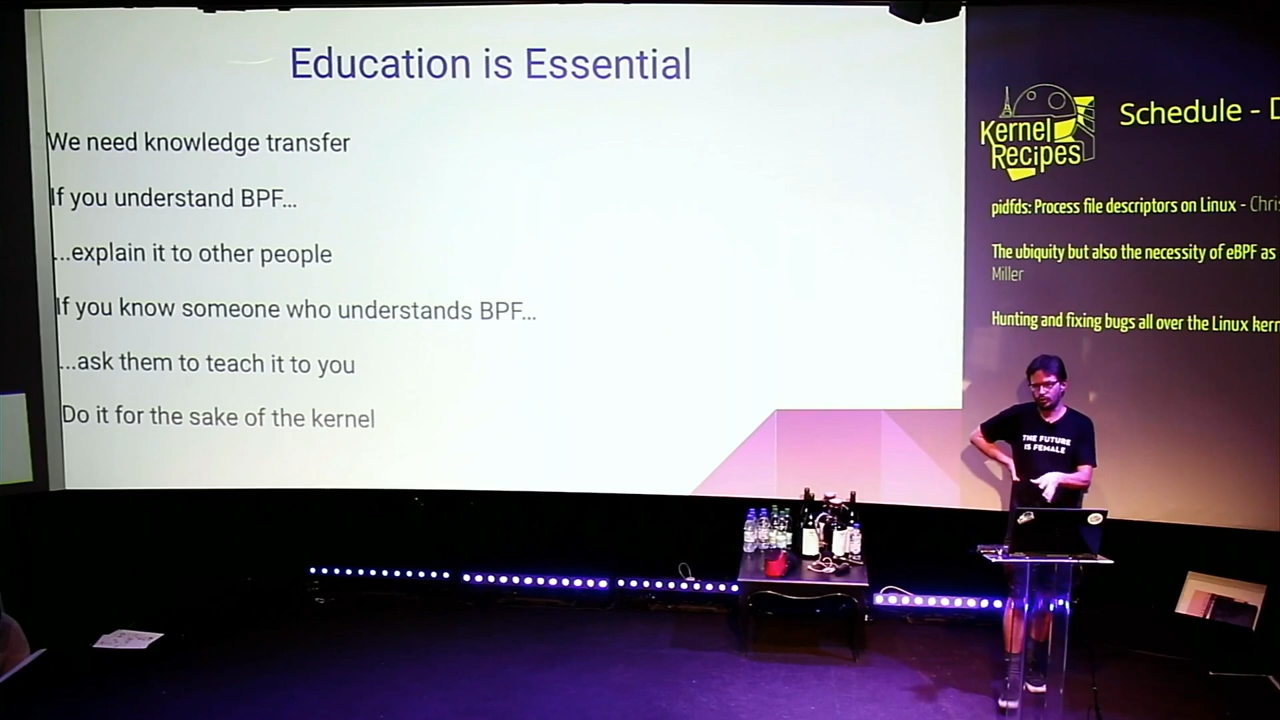 Education is Essential
We need knowledge transfer
If you understand BPF...
...explain it to other people
If you know someone who understands BPF...
...ask them to teach it to you
Do it for the sake of the kernel
Kernel
Recipes
Schedule -
pidfds: Process file descriptors on Linux - Chris
The ubiquity but also the necessity of eBPF as
Miller
Hunting and fixing bugs all over the Linux kern
THE FUTURE
IS FEMALE